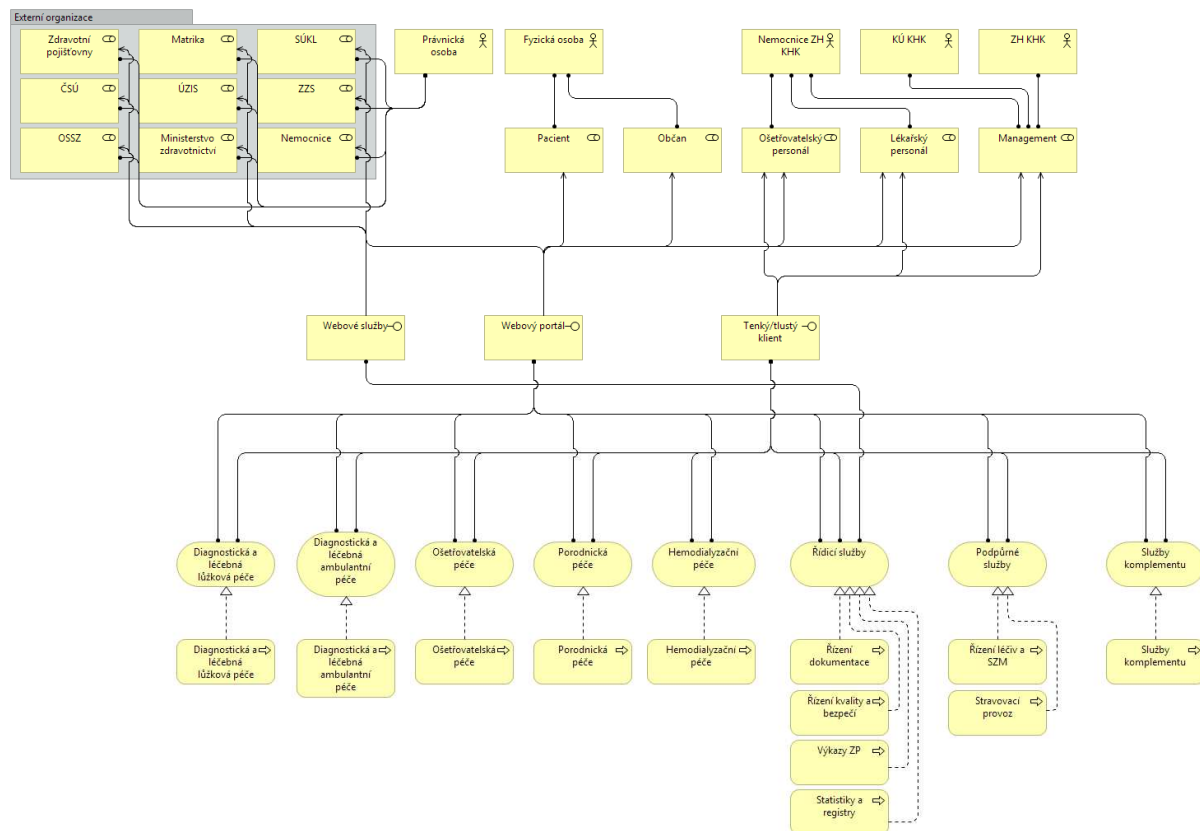 Externí organizace
Zdravotní
pojišťovny
Matrika
SÚKL
Právnická
osoba
Fyzická osoba
Nemocnice ZH
KHK
KÚ KHK
ZH KHK
ČSÚ
ÚZIS
ZZS
OSSZ
Ministerstvo
zdravotnictví
Nemocnice
Pacient
Občan
Ošetřovatelský
personál
Lékařský
personál
Management
Webové služby
Webový portál
Tenký/tlustý
klient
Diagnostická a
léčebná
lůžková péče
Diagnostická a
léčebná
ambulantní
péče
Ošetřovatelská
péče
Porodnická
péče
Hemodialyzační
péče
Řídicí služby
Podpůrné
služby
Služby
komplementu
Diagnostická a
léčebná
lůžková péče
Diagnostická a
léčebná
ambulantní
péče
Ošetřovatelská
péče
Porodnická
péče
Hemodialyzační
péče
Řízení
dokumentace
Řízení léčiv a
SZM
Služby
komplementu
Řízení kvality a
bezpečí
Stravovací
provoz
Výkazy ZP
Statistiky a
registry